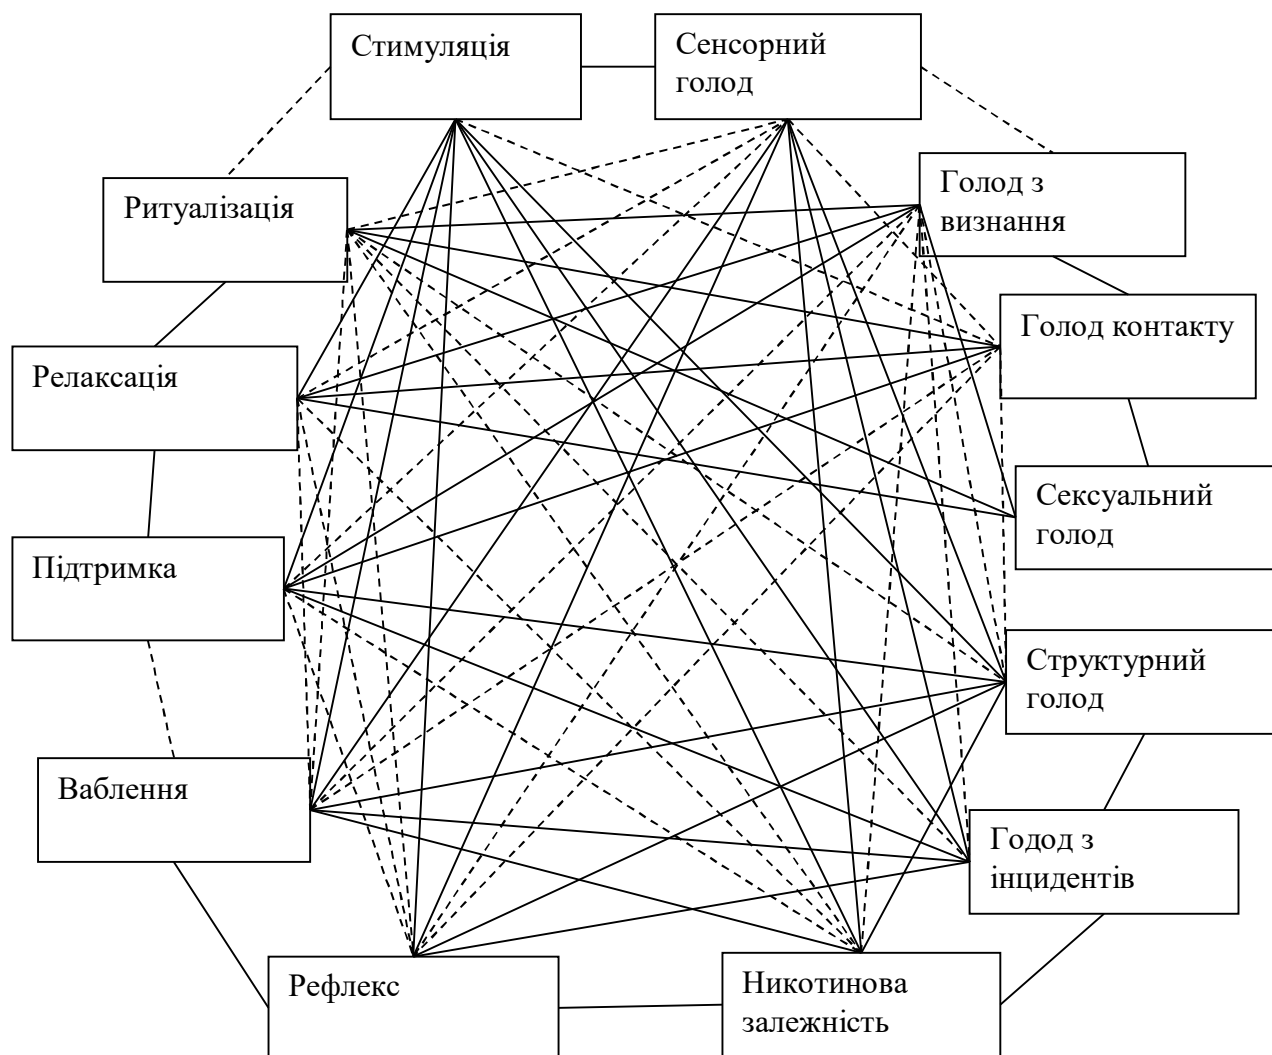 Стимуляція
Сенсорний
голод
Ритуалізація
Голод з
визнання
Релаксація
Голод контакту
Підтримка
Сексуальний
голод
Структурний
голод
Ваблення
Годод з
інцидентів
Рефлекс
Никотинова
залежність